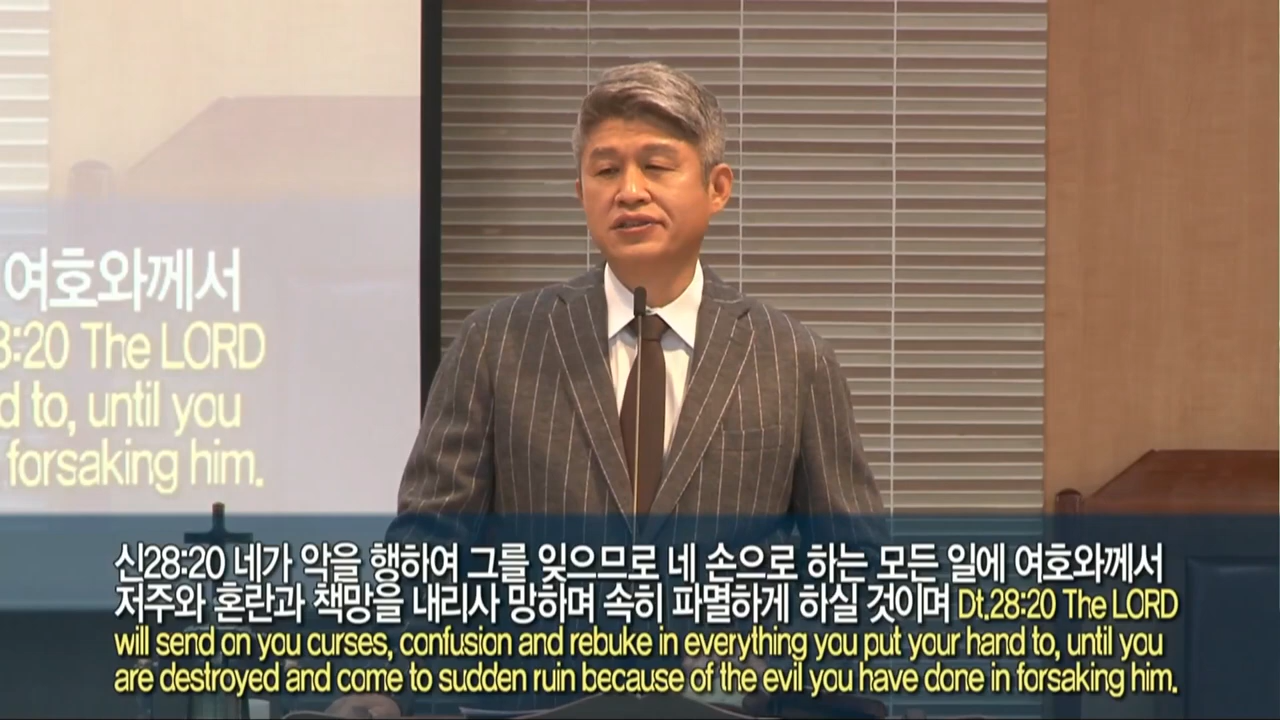 여호와께서
8:20 The LORD
d to, until you
forsaking him.
신28:20 네가 악을 행하여 그를 잊으므로 네 손으로 하는 모든 일에 여호와께서
저주와 혼란과 책망을 내리사 망하며 속히 파멸하게 하실 것이며 Dt.28:20 The LORD
will send on you curses, confusion and rebuke in everything you put your hand to, until you
are destroyed and come to sudden ruin because of the evil you have done in forsaking him.